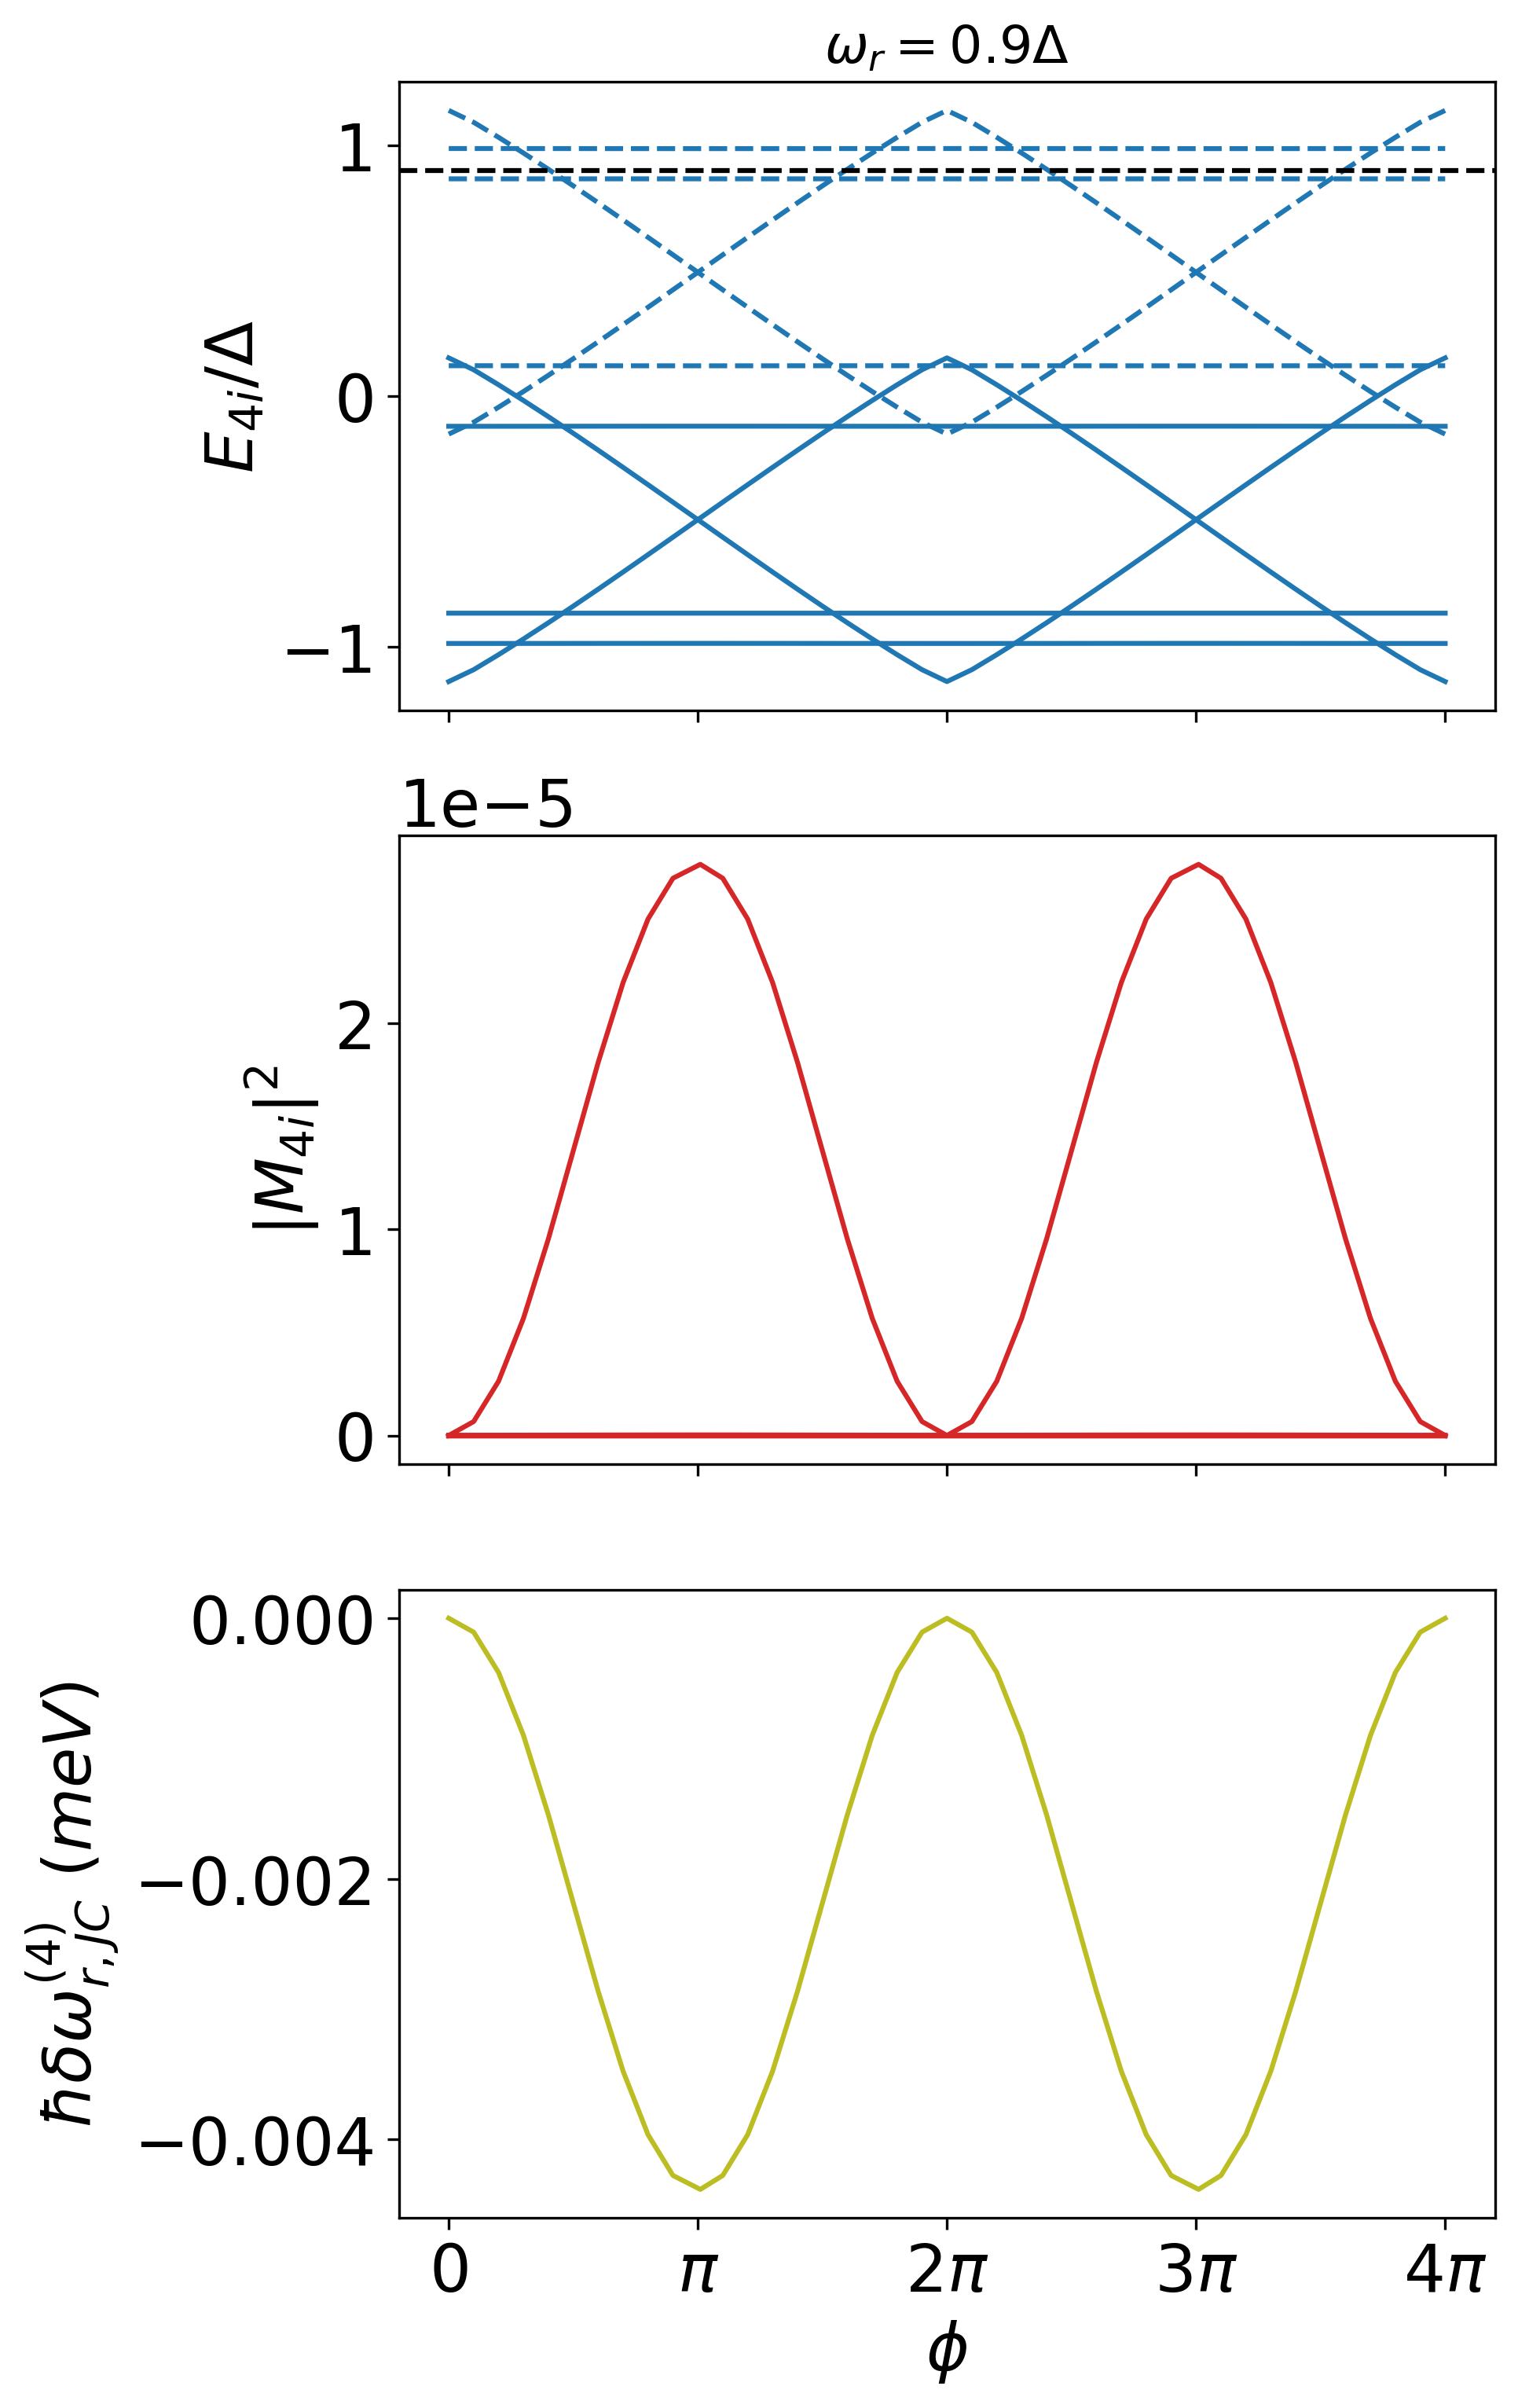 ω_r = 0.9Δ
1
0
−1
E_{4i}/Δ
1e−5
2
1
0
|M_{4i}|^2
0.000
−0.002
−0.004
ħδω^{(4)}_{r,JC} (meV)
0 π 2π 3π 4π
ϕ